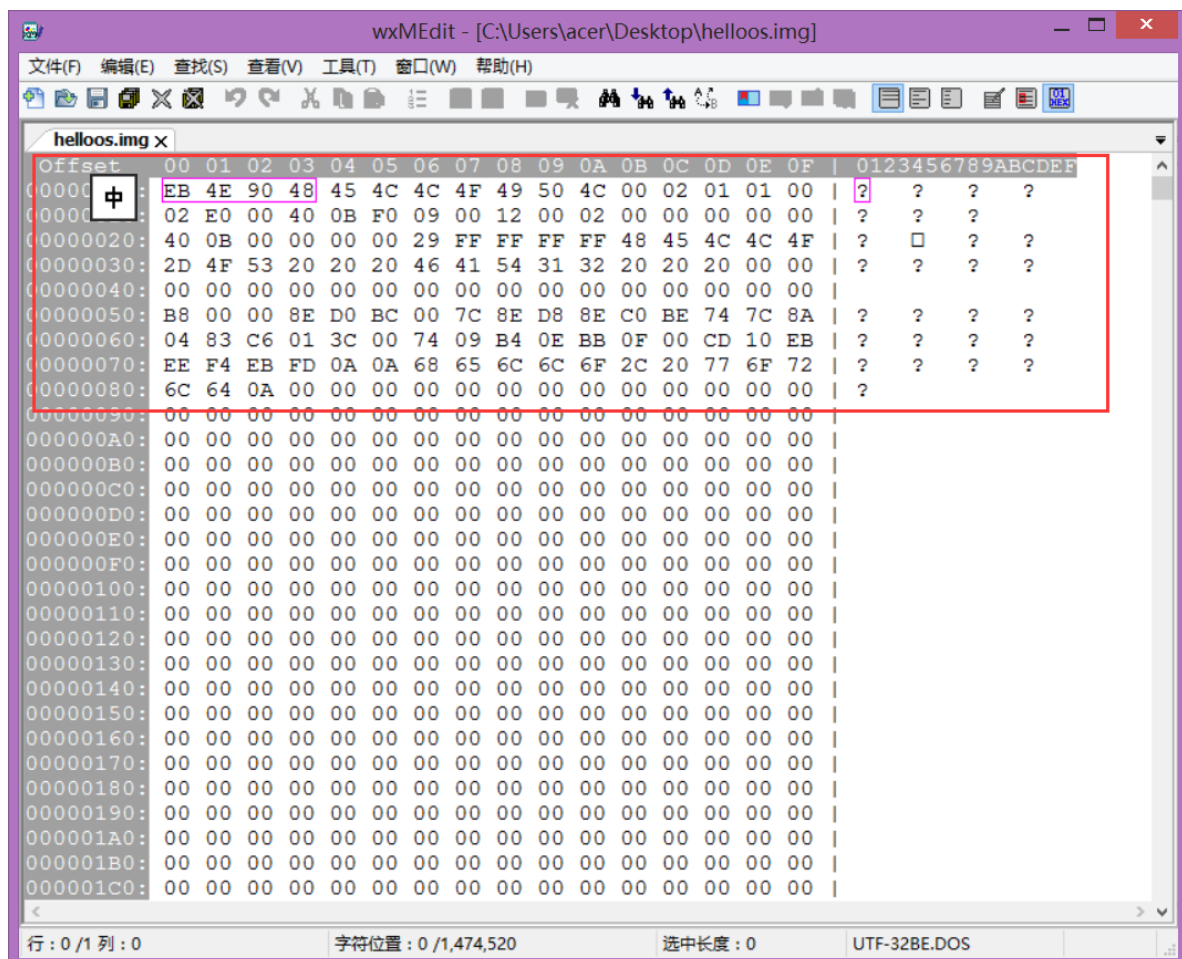 wxMEdit - [C:\Users\acer\Desktop\helloos.img]
文件(F) 编辑(E) 查找(S) 查看(V) 工具(T) 窗口(W) 帮助(H)
helloos.img x
Offset 00 01 02 03 04 05 06 07 08 09 0A 0B 0C 0D 0E 0F | 0123456789ABCDEF
0000 中 : EB 4E 90 48 45 4C 4C 4F 49 50 4C 00 02 01 01 00 | ? ? ? ?
0000 : 02 E0 00 40 0B F0 09 00 12 00 02 00 00 00 00 00 | ? ? ?
00000020: 40 0B 00 00 00 00 29 FF FF FF FF 48 45 4C 4C 4F | ? □ ? ?
00000030: 2D 4F 53 20 20 20 46 41 54 31 32 20 20 20 00 00 | ? ? ? ?
00000040: 00 00 00 00 00 00 00 00 00 00 00 00 00 00 00 00 |
00000050: B8 00 00 8E D0 BC 00 7C 8E D8 8E C0 BE 74 7C 8A | ? ? ? ?
00000060: 04 83 C6 01 3C 00 74 09 B4 0E BB 0F 00 CD 10 EB | ? ? ? ?
00000070: EE F4 EB FD 0A 0A 68 65 6C 6C 6F 2C 20 77 6F 72 | ? ? ? ?
00000080: 6C 64 0A 00 00 00 00 00 00 00 00 00 00 00 00 00 | ?
00000090: 00 00 00 00 00 00 00 00 00 00 00 00 00 00 00 00 |
000000A0: 00 00 00 00 00 00 00 00 00 00 00 00 00 00 00 00 |
000000B0: 00 00 00 00 00 00 00 00 00 00 00 00 00 00 00 00 |
000000C0: 00 00 00 00 00 00 00 00 00 00 00 00 00 00 00 00 |
000000D0: 00 00 00 00 00 00 00 00 00 00 00 00 00 00 00 00 |
000000E0: 00 00 00 00 00 00 00 00 00 00 00 00 00 00 00 00 |
000000F0: 00 00 00 00 00 00 00 00 00 00 00 00 00 00 00 00 |
00000100: 00 00 00 00 00 00 00 00 00 00 00 00 00 00 00 00 |
00000110: 00 00 00 00 00 00 00 00 00 00 00 00 00 00 00 00 |
00000120: 00 00 00 00 00 00 00 00 00 00 00 00 00 00 00 00 |
00000130: 00 00 00 00 00 00 00 00 00 00 00 00 00 00 00 00 |
00000140: 00 00 00 00 00 00 00 00 00 00 00 00 00 00 00 00 |
00000150: 00 00 00 00 00 00 00 00 00 00 00 00 00 00 00 00 |
00000160: 00 00 00 00 00 00 00 00 00 00 00 00 00 00 00 00 |
00000170: 00 00 00 00 00 00 00 00 00 00 00 00 00 00 00 00 |
00000180: 00 00 00 00 00 00 00 00 00 00 00 00 00 00 00 00 |
00000190: 00 00 00 00 00 00 00 00 00 00 00 00 00 00 00 00 |
000001A0: 00 00 00 00 00 00 00 00 00 00 00 00 00 00 00 00 |
000001B0: 00 00 00 00 00 00 00 00 00 00 00 00 00 00 00 00 |
000001C0: 00 00 00 00 00 00 00 00 00 00 00 00 00 00 00 00 |
行 : 0 /1 列 : 0 字符位置 : 0 /1,474,520 选中长度 : 0 UTF-32BE.DOS